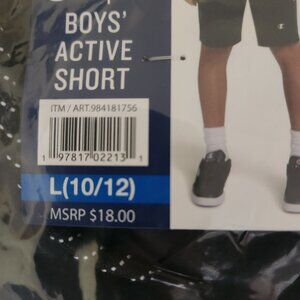 BOYS'
ACTIVE
SHORT
ITM / ART.984181756
1 97817 02213 1
L(10/12)
MSRP $18.00